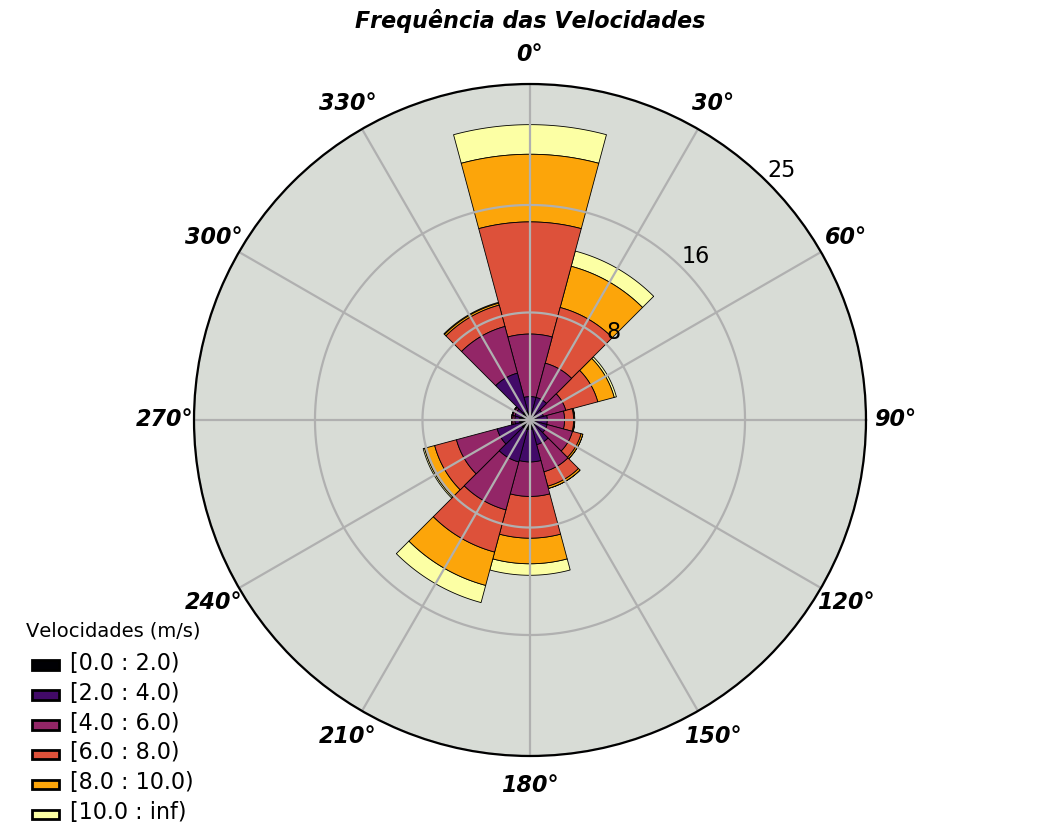 Frequência das Velocidades
0°
330°
30°
25
300°
60°
16
8
270°
90°
240°
120°
210°
150°
180°
Velocidades (m/s)
[0.0 : 2.0)
[2.0 : 4.0)
[4.0 : 6.0)
[6.0 : 8.0)
[8.0 : 10.0)
[10.0 : inf)